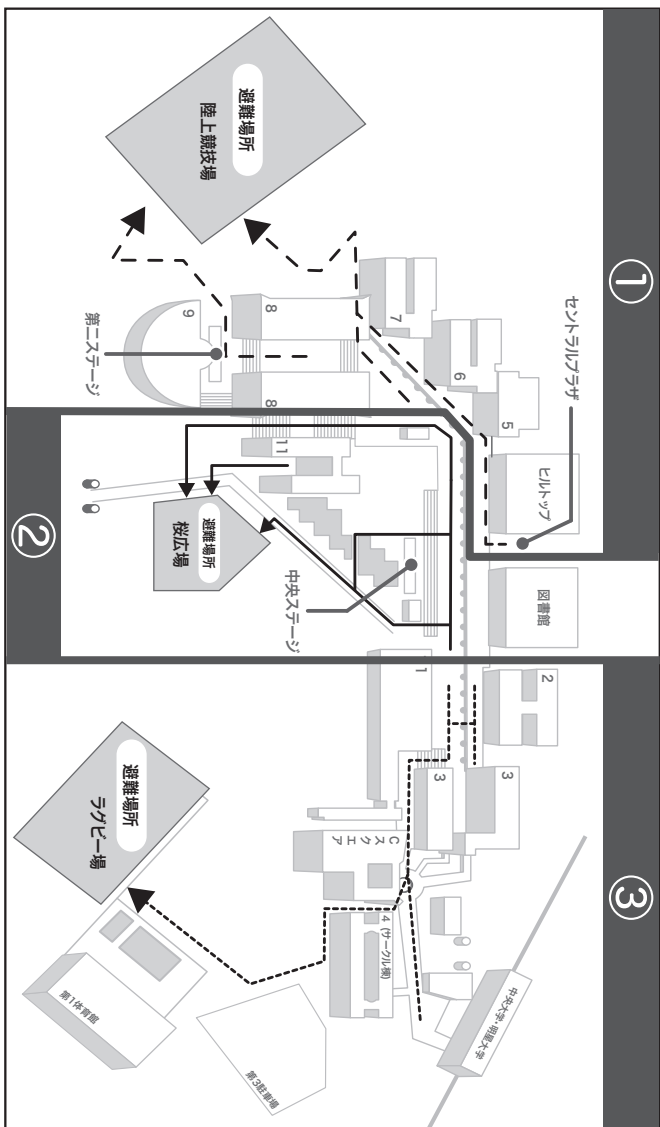 ①
セントラルプラザ
避難場所
陸上競技場
7
6
5
ヒルトップ
8
8
9
第二ステージ
②
11
避難場所
桜広場
中央ステージ
図書館
③
1
2
3
3
Cスクエア
4 (サークル棟)
中央大学・明星大学
避難場所
ラグビー場
第1体育館
第3駐車場